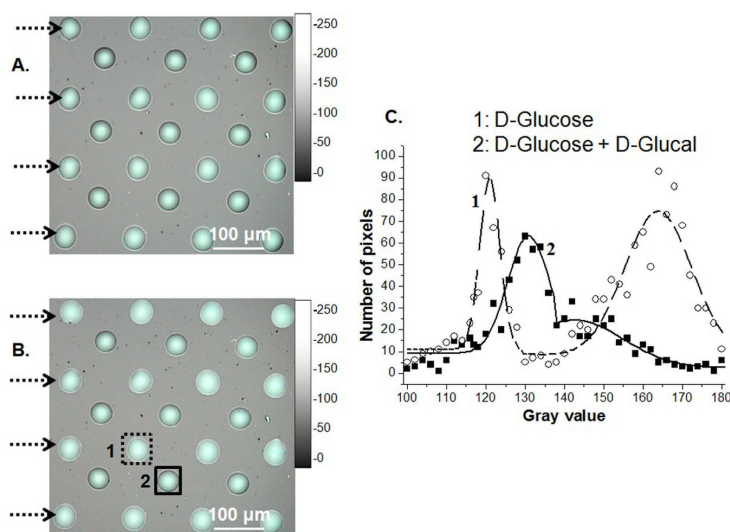 A.
-250
-200
-150
-100
-50
-0
100 µm
B.
-250
-200
-150
-100
-50
-0
1
2
100 µm
C.
1: D-Glucose
2: D-Glucose + D-Glucal
Number of pixels
100
90
80
70
60
50
40
30
20
10
0
1
2
100 110 120 130 140 150 160 170 180
Gray value